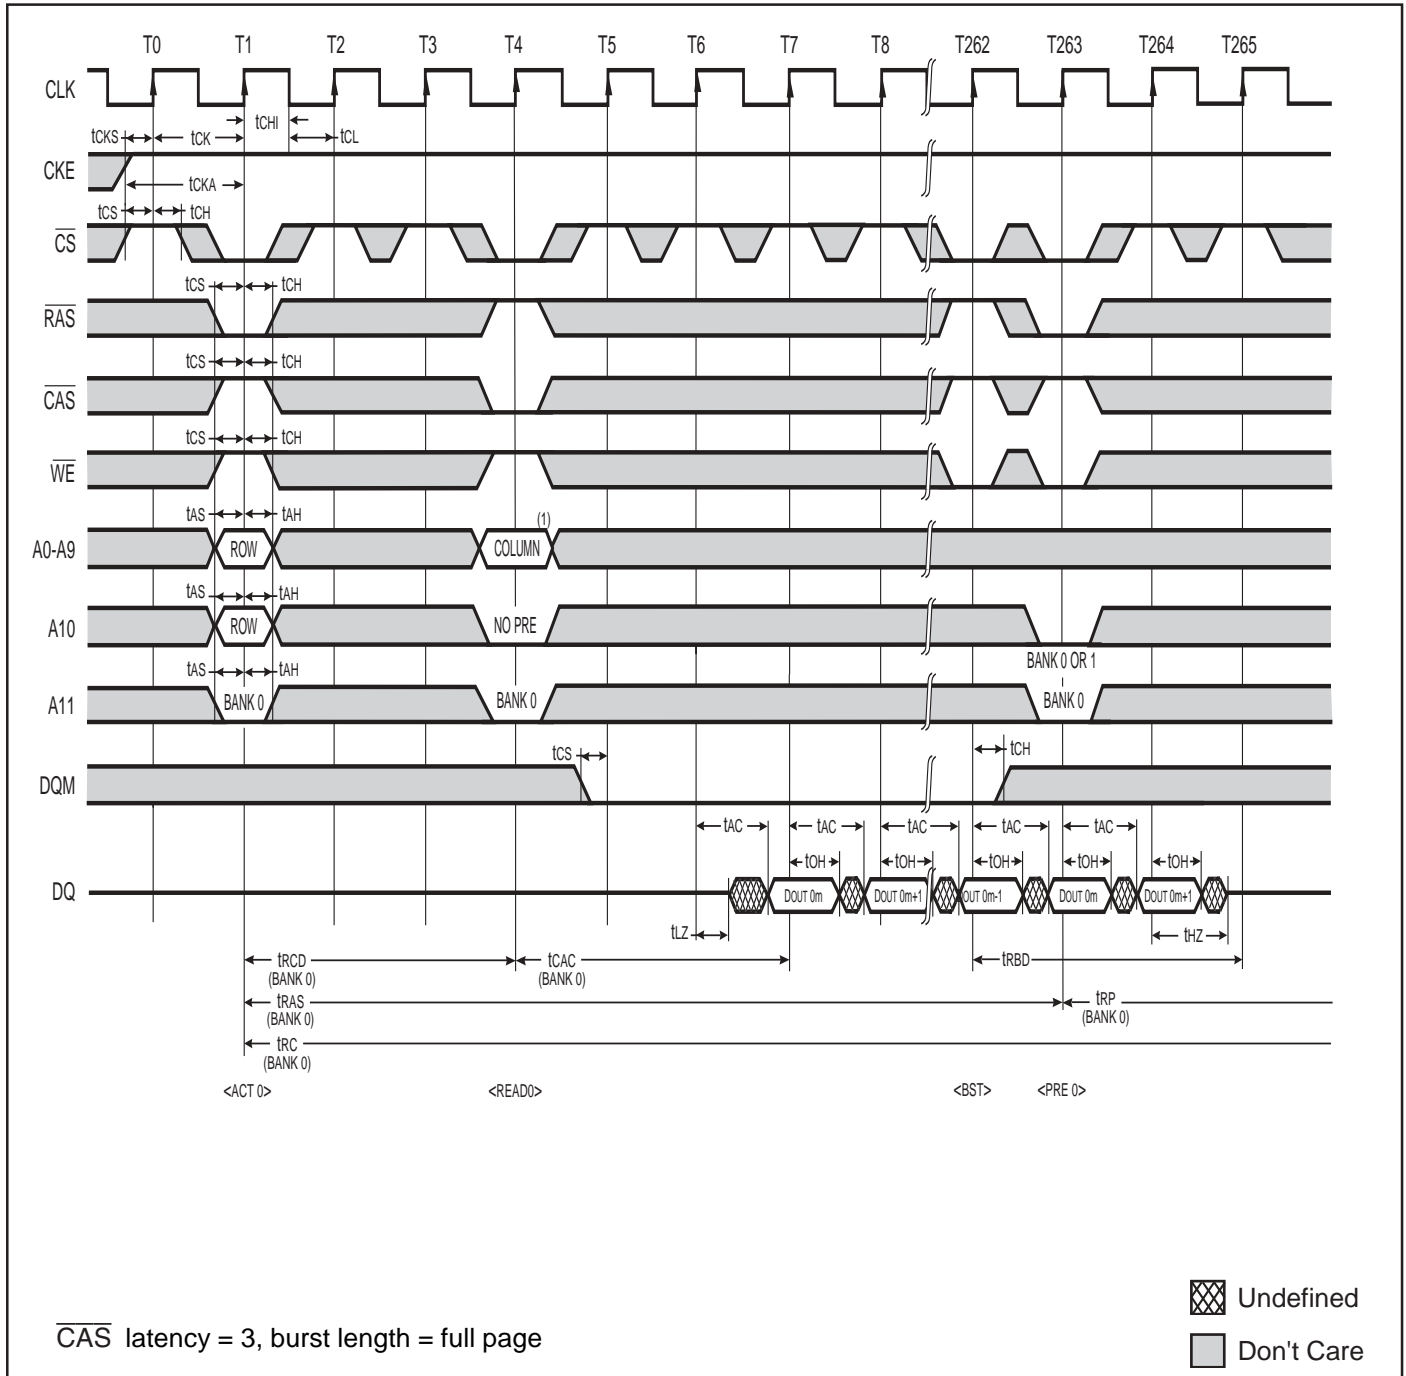 T0 T1 T2 T3 T4 T5 T6 T7 T8 T262 T263 T264 T265
CLK
tCHI
tCKS tCK tCL
CKE
tCKA
tCS tCH
CS
tCS tCH
RAS
tCS tCH
CAS
tCS tCH
WE
tAS tAH (1)
A0-A9 ROW COLUMN
tAS tAH
A10 ROW NO PRE
BANK 0 OR 1
tAS tAH
A11 BANK 0 BANK 0 BANK 0
tCS tCH
DQM
tAC tAC tAC tAC tAC
tOH tOH tOH tOH tOH
DQ DOUT 0m DOUT 0m+1 OUT 0m-1 DOUT 0m DOUT 0m+1
tLZ tHZ
tRCD tCAC tRBD
(BANK 0) (BANK 0)
tRAS tRP
(BANK 0) (BANK 0)
tRC
(BANK 0)
<ACT 0> <READ0> <BST> <PRE 0>
Undefined
CAS latency = 3, burst length = full page
Don't Care